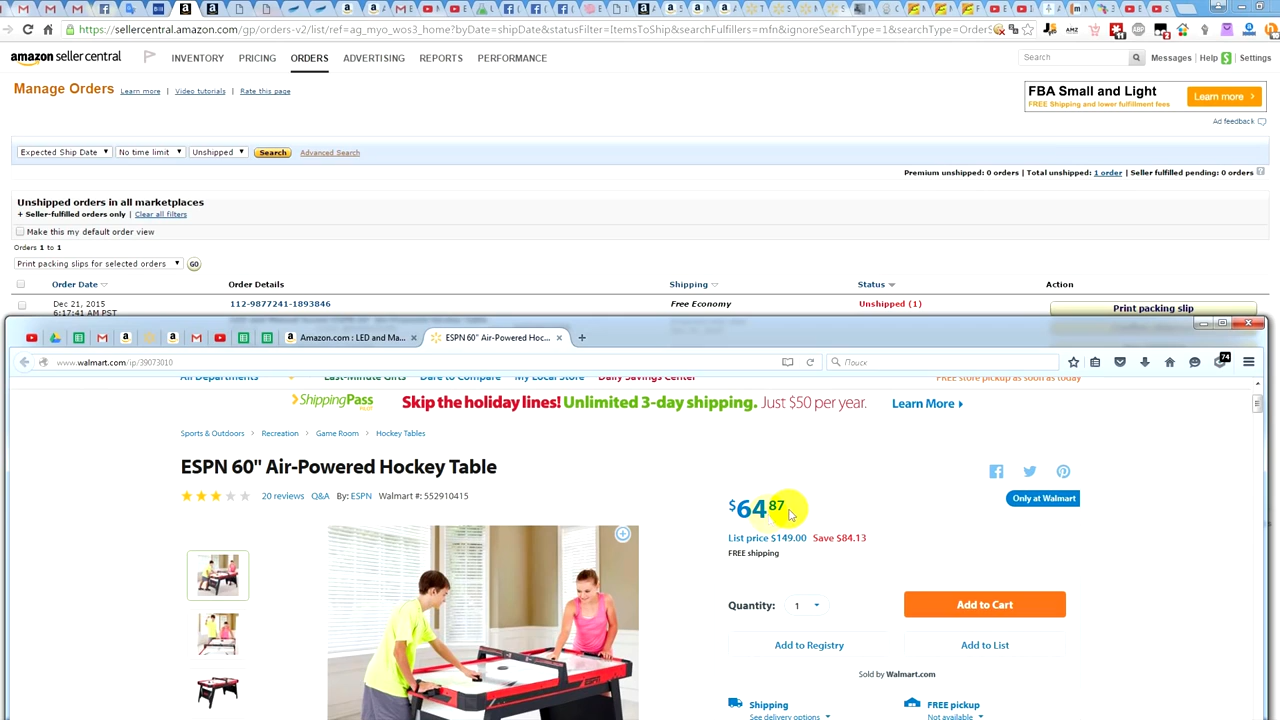 https://sellercentral.amazon.com/gp/orders-v2/list/ref=ag_myo_wos3_home?byDate=shipDate&statusFilter=ItemsToShip&searchFulfillers=mfn&ignoreSearchType=1&searchType=OrderS
amazon seller central INVENTORY PRICING ORDERS ADVERTISING REPORTS PERFORMANCE Search Messages Help Settings
Manage Orders Learn more | Video tutorials | Rate this page
FBA Small and Light
FREE Shipping and lower fulfillment fees
Learn more
Ad feedback
Expected Ship Date No time limit Unshipped Search Advanced Search
Premium unshipped: 0 orders | Total unshipped: 1 order | Seller fulfilled pending: 0 orders
Unshipped orders in all marketplaces
+ Seller-fulfilled orders only | Clear all filters
Make this my default order view
Orders 1 to 1
Print packing slips for selected orders GO
Order Date Order Details Shipping Status Action
Dec 21, 2015 112-9877241-1893846 Free Economy Unshipped (1) Print packing slip
6:17:41 AM PST
Amazon.com : LED and Ma... ESPN 60" Air-Powered Hoc...
www.walmart.com/ip/39073010 Поиск 74
All Departments Last-Minute Gifts Dare to Compare My Local Store Daily Savings Center FREE store pickup as soon as today
ShippingPass PILOT Skip the holiday lines! Unlimited 3-day shipping. Just $50 per year. Learn More
Sports & Outdoors > Recreation > Game Room > Hockey Tables
ESPN 60" Air-Powered Hockey Table
20 reviews Q&A By: ESPN Walmart #: 552910415
Only at Walmart
$64 87
List price $149.00 Save $84.13
FREE shipping
Quantity: 1 Add to Cart
Add to Registry Add to List
Sold by Walmart.com
Shipping FREE pickup
See delivery options Not available